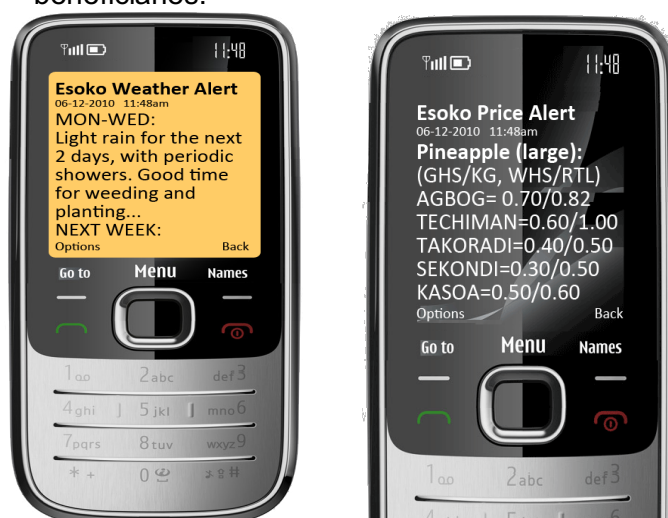 beneficiaries.
11:48
Esoko Weather Alert
06-12-2010 11:48am
MON-WED:
Light rain for the next
2 days, with periodic
showers. Good time
for weeding and
planting...
NEXT WEEK:
Options Back
Go to Menu Names
1 2abc def3
4ghi 5jkl mno6
7pqrs 8tuv wxyz9
* + 0 #
11:48
Esoko Price Alert
06-12-2010 11:48am
Pineapple (large):
(GHS/KG, WHS/RTL)
AGBOG= 0.70/0.82
TECHIMAN=0.60/1.00
TAKORADI=0.40/0.50
SEKONDI=0.30/0.50
KASOA=0.50/0.60
Options Back
Go to Menu Names
1 2abc def3